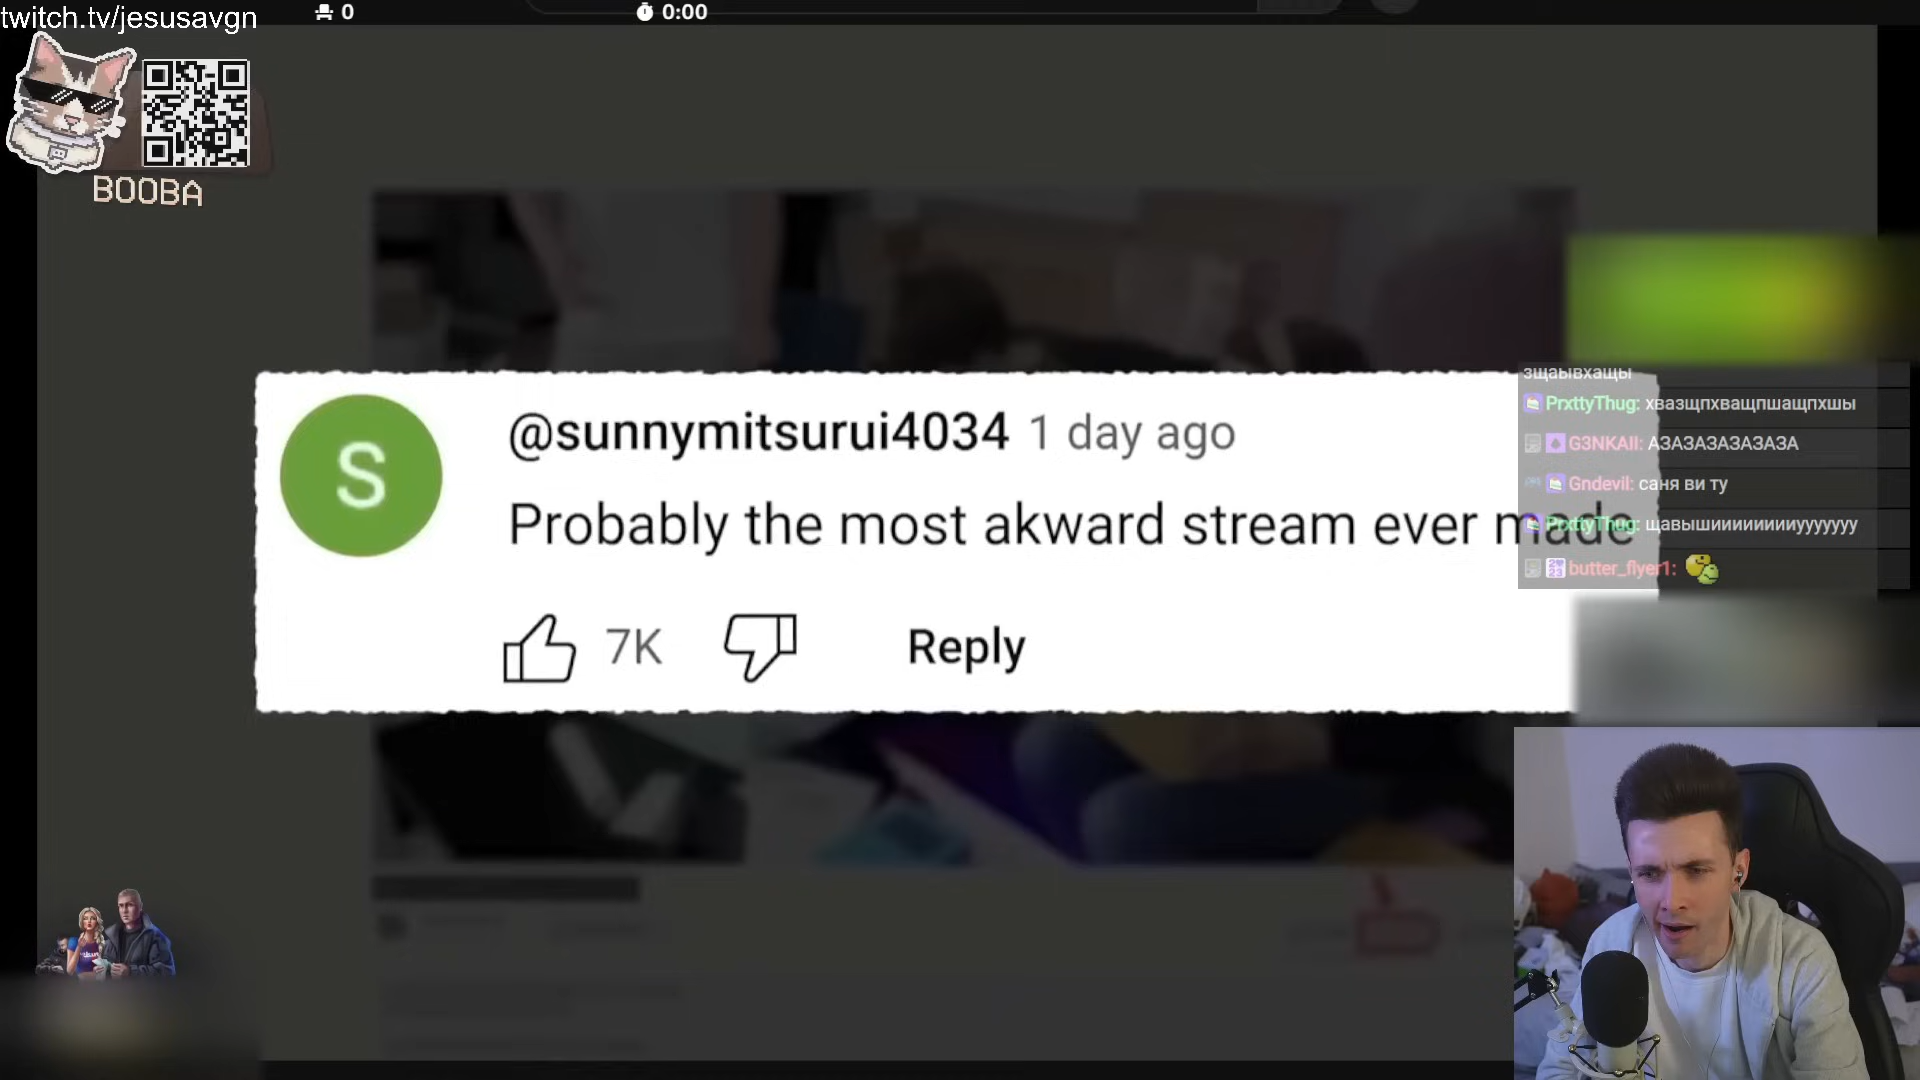 twitch.tv/jesusavgn
0
0:00
BOOBA
@sunnymitsurui4034 1 day ago
Probably the most akward stream ever made
7K
Reply
зщаывхащы
PrxttyThug: хвазщпхващпшащпхшы
G3NKAII: АЗАЗАЗАЗАЗАЗА
Gndevil: саня ви ту
PrxttyThug: щавышииииииииууууууу
butter_flyer1: